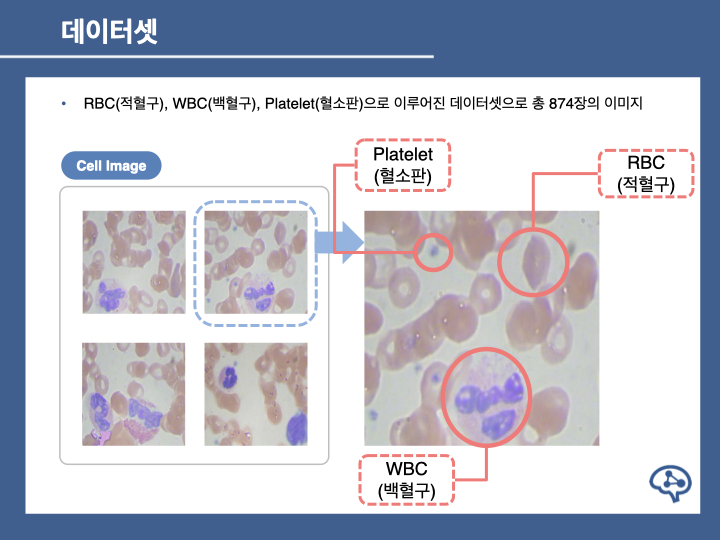 데이터셋
• RBC(적혈구), WBC(백혈구), Platelet(혈소판)으로 이루어진 데이터셋으로 총 874장의 이미지
Cell Image
Platelet
(혈소판)
RBC
(적혈구)
WBC
(백혈구)